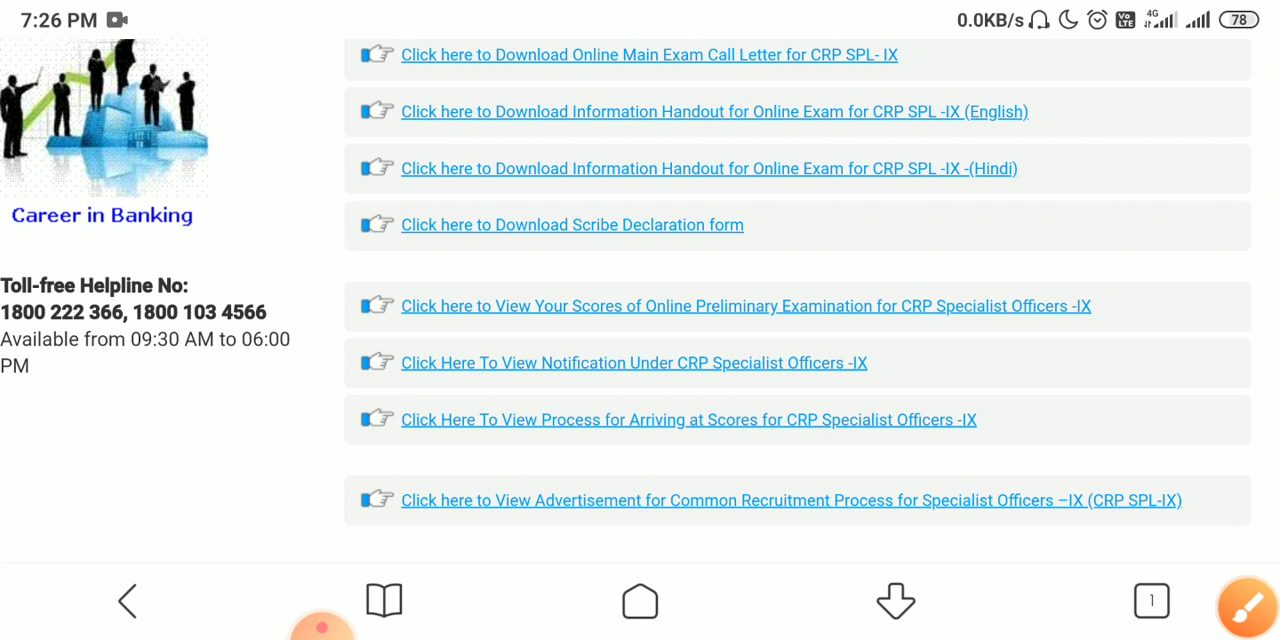 7:26 PM 0.0KB/s Vo LTE 4G 78
Click here to Download Online Main Exam Call Letter for CRP SPL- IX
Click here to Download Information Handout for Online Exam for CRP SPL -IX (English)
Click here to Download Information Handout for Online Exam for CRP SPL -IX -(Hindi)
Career in Banking
Click here to Download Scribe Declaration form
Toll-free Helpline No:
1800 222 366, 1800 103 4566
Available from 09:30 AM to 06:00
PM
Click here to View Your Scores of Online Preliminary Examination for CRP Specialist Officers -IX
Click Here To View Notification Under CRP Specialist Officers -IX
Click Here To View Process for Arriving at Scores for CRP Specialist Officers -IX
Click here to View Advertisement for Common Recruitment Process for Specialist Officers –IX (CRP SPL-IX)
1